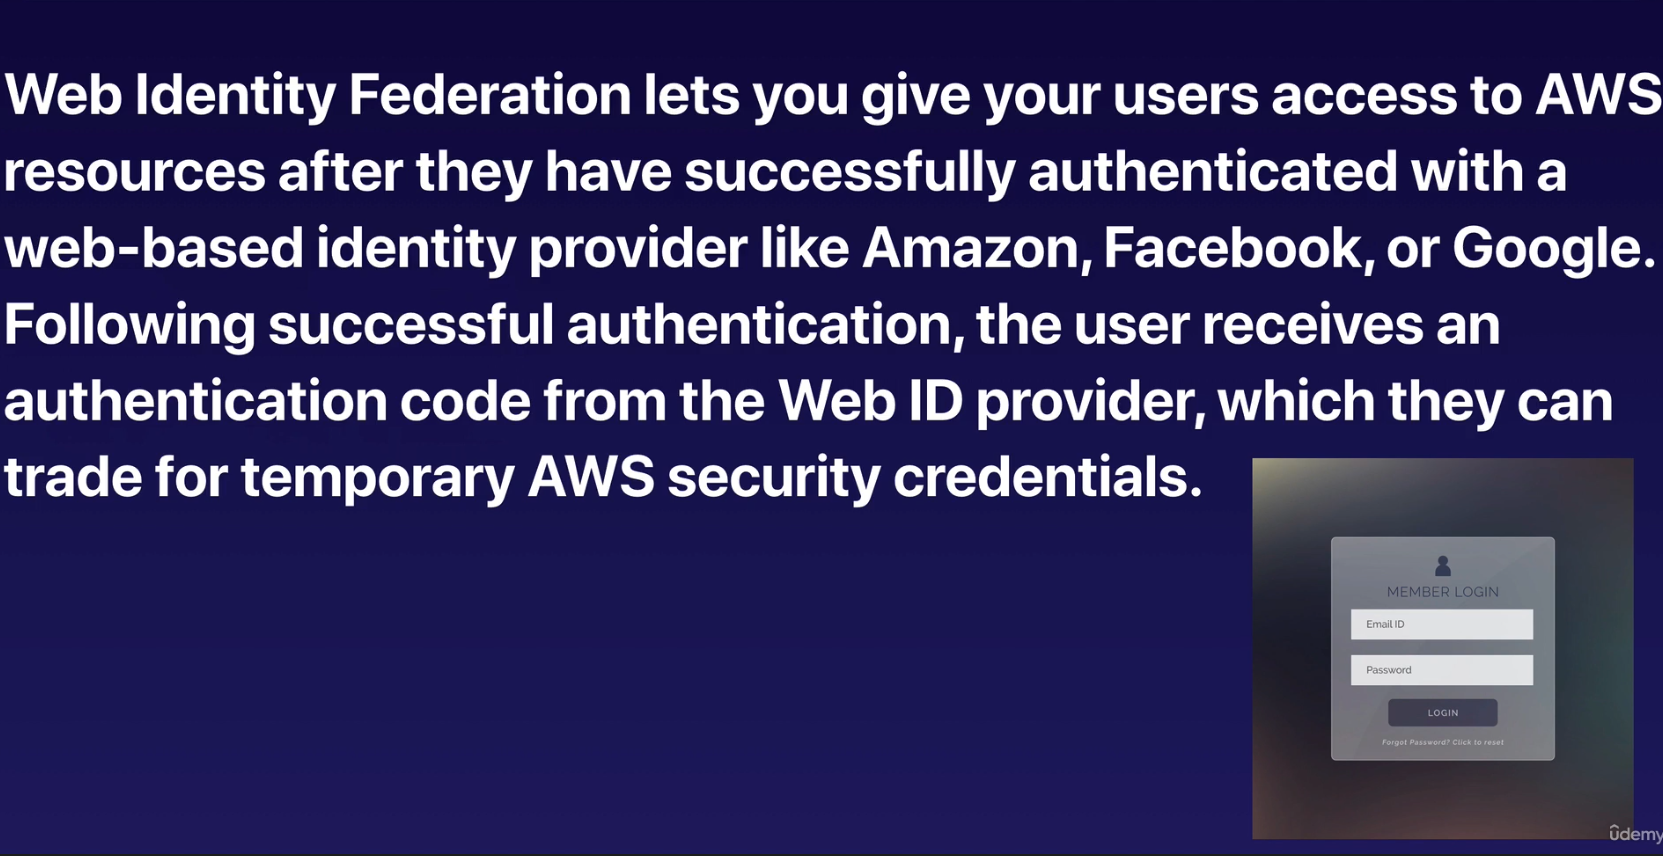 Web Identity Federation lets you give your users access to AWS
resources after they have successfully authenticated with a
web-based identity provider like Amazon, Facebook, or Google.
Following successful authentication, the user receives an
authentication code from the Web ID provider, which they can
trade for temporary AWS security credentials.
MEMBER LOGIN
Email ID
Password
LOGIN
Forgot Password? Click to reset
ûdemy